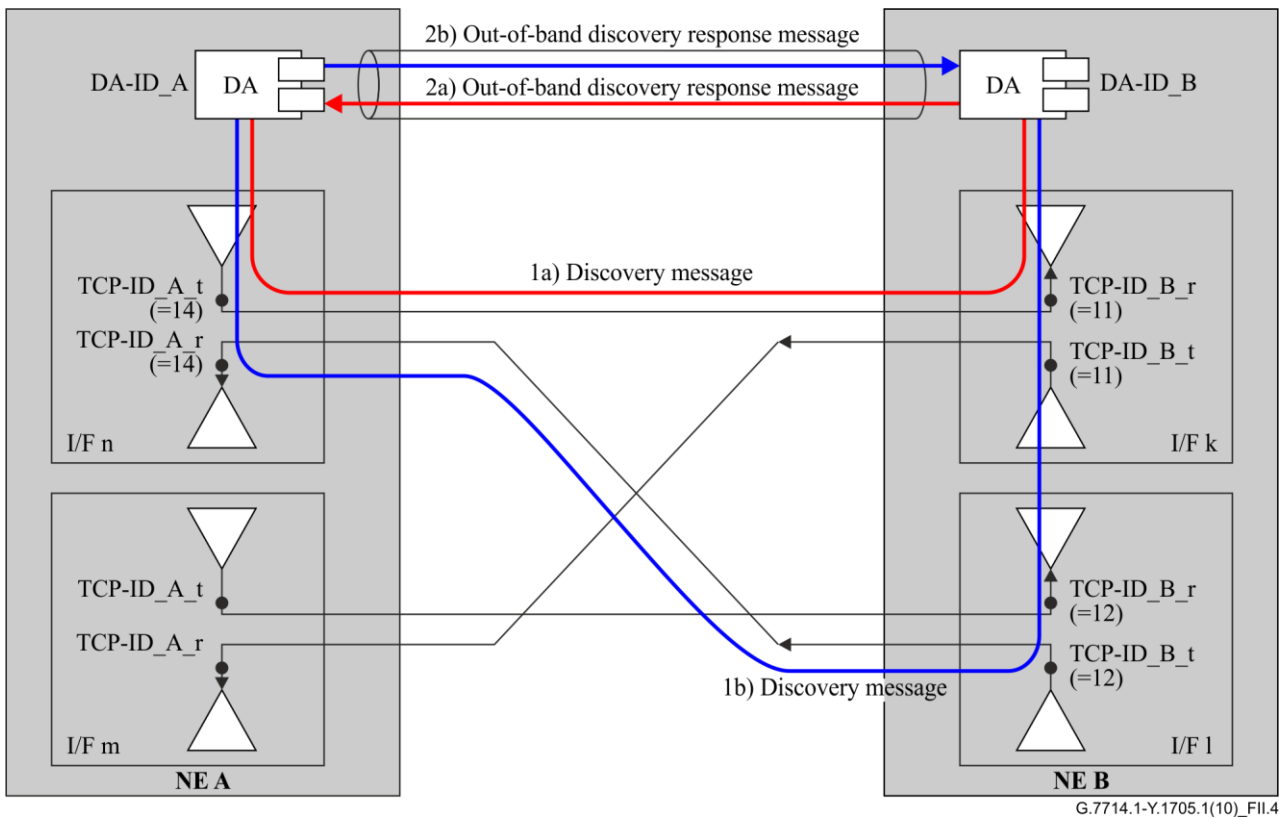 2b) Out-of-band discovery response message
DA-ID_A
DA
2a) Out-of-band discovery response message
DA
DA-ID_B
1a) Discovery message
TCP-ID_A_t
(=14)
TCP-ID_A_r
(=14)
I/F n
TCP-ID_B_r
(=11)
TCP-ID_B_t
(=11)
I/F k
TCP-ID_A_t
TCP-ID_A_r
I/F m
NE A
TCP-ID_B_r
(=12)
TCP-ID_B_t
(=12)
1b) Discovery message
I/F l
NE B
G.7714.1-Y.1705.1(10)_FII.4